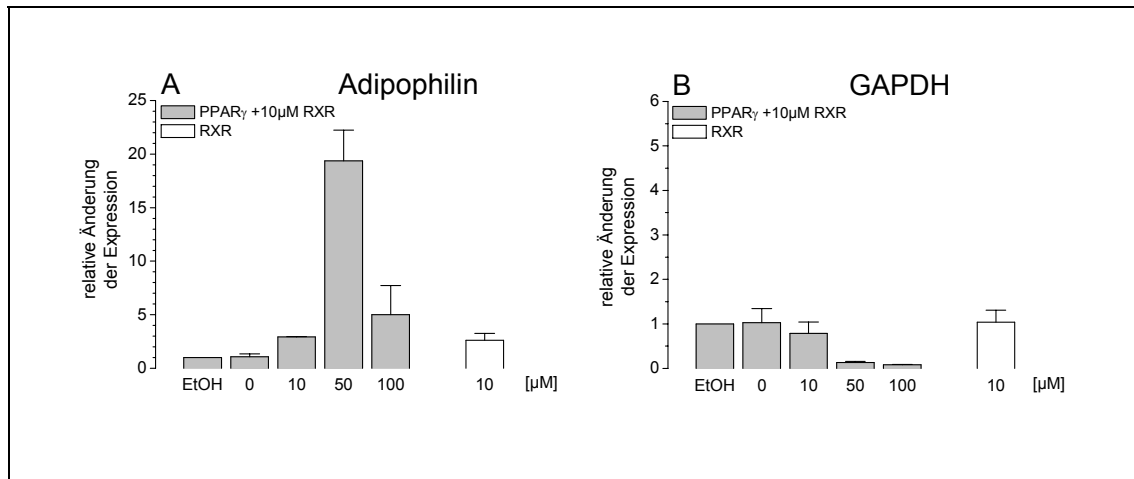 A Adipophilin
25
20
15
10
5
0
relative Änderung
der Expression
PPARγ +10µM RXR
RXR
EtOH 0 10 50 100 10 [µM]
B GAPDH
6
5
4
3
2
1
0
relative Änderung
der Expression
PPARγ +10µM RXR
RXR
EtOH 0 10 50 100 10 [µM]